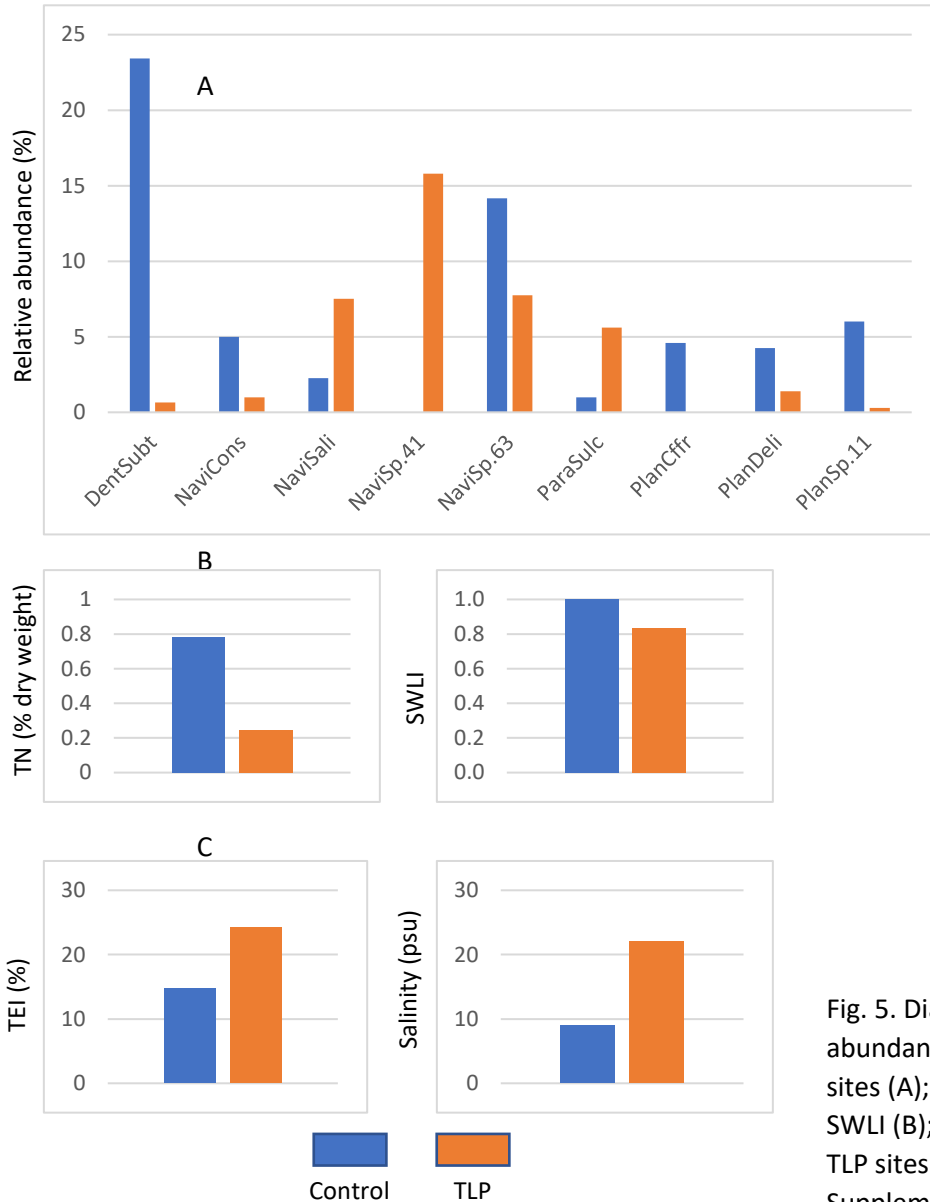 A
Relative abundance (%)
25
20
15
10
5
0
DentSubt
NaviCons
NaviSali
NaviSp.41
NaviSp.63
ParaSulc
PlanCffr
PlanDeli
PlanSp.11
B
TN (% dry weight)
1
0.8
0.6
0.4
0.2
0
SWLI
1.0
0.8
0.6
0.4
0.2
0.0
C
TEI (%)
30
20
10
0
Salinity (psu)
30
20
10
0
Control TLP
Fig. 5. Di
abundan
sites (A);
SWLI (B);
TLP sites